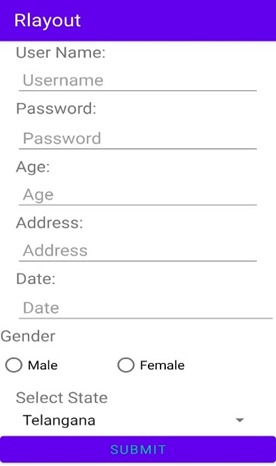 Rlayout
User Name:
Username
Password:
Password
Age:
Age
Address:
Address
Date:
Date
Gender
Male Female
Select State
Telangana
SUBMIT